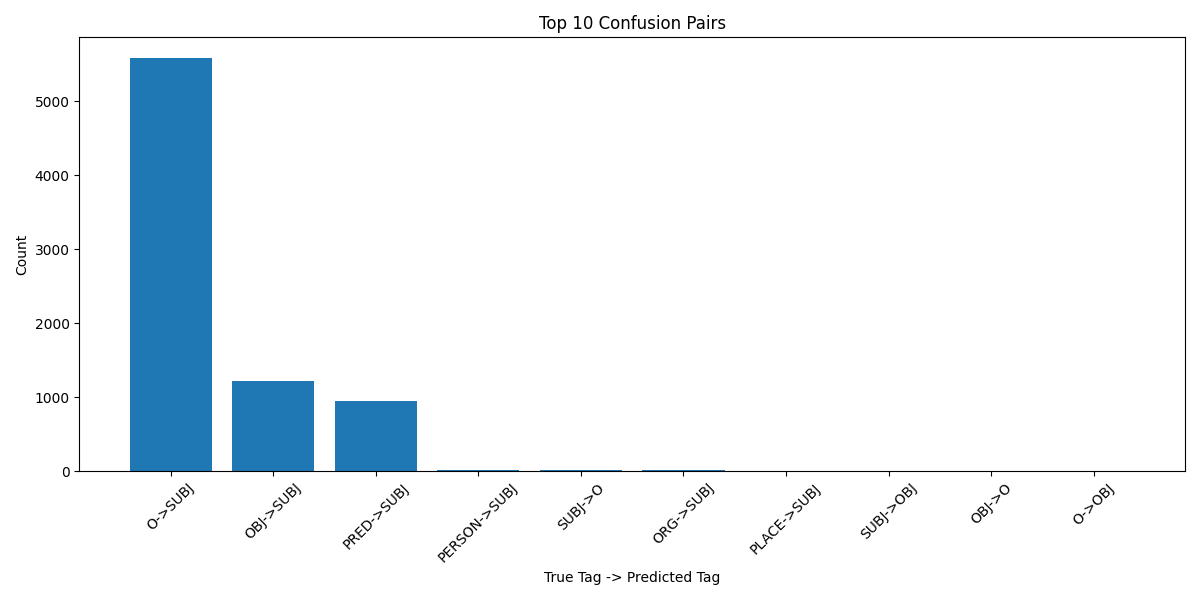 Top 10 Confusion Pairs
Count
5000
4000
3000
2000
1000
0
O->SUBJ
OBJ->SUBJ
PRED->SUBJ
PERSON->SUBJ
SUBJ->O
ORG->SUBJ
PLACE->SUBJ
SUBJ->OBJ
OBJ->O
O->OBJ
True Tag -> Predicted Tag